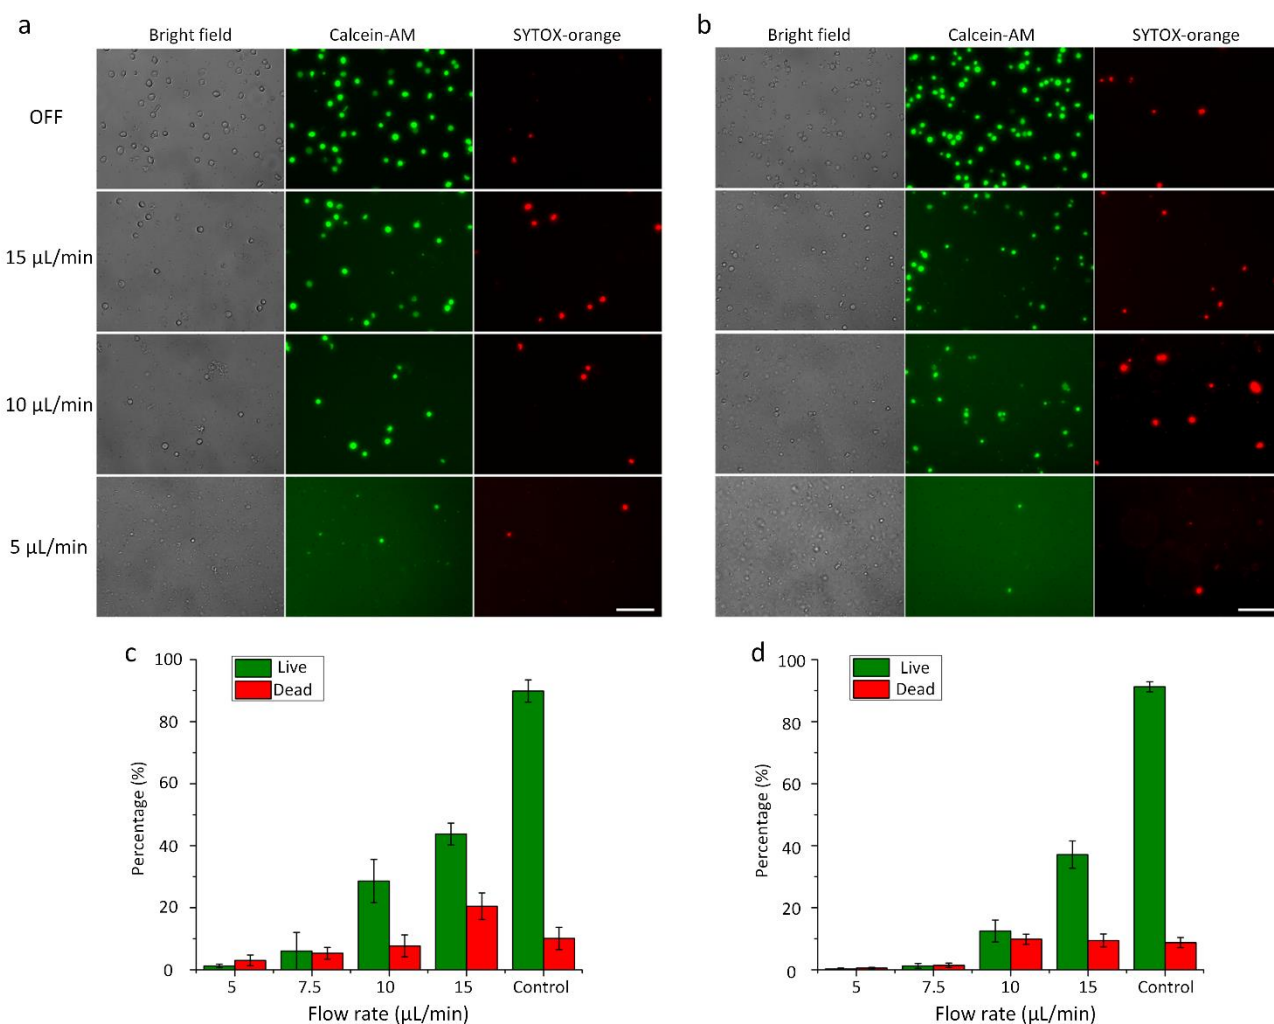 a
b
Bright field Calcein-AM SYTOX-orange
Bright field Calcein-AM SYTOX-orange
OFF
15 µL/min
10 µL/min
5 µL/min
c
Live
Dead
100
80
60
40
20
0
Percentage (%)
5 7.5 10 15 Control
Flow rate (µL/min)
d
Live
Dead
100
80
60
40
20
0
Percentage (%)
5 7.5 10 15 Control
Flow rate (µL/min)